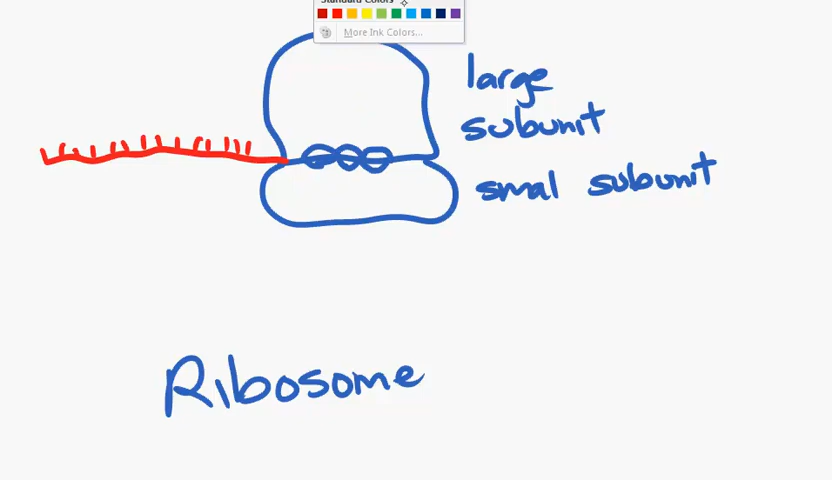 Standard Colors
More Ink Colors...
large
subunit
smal subunit
Ribosome